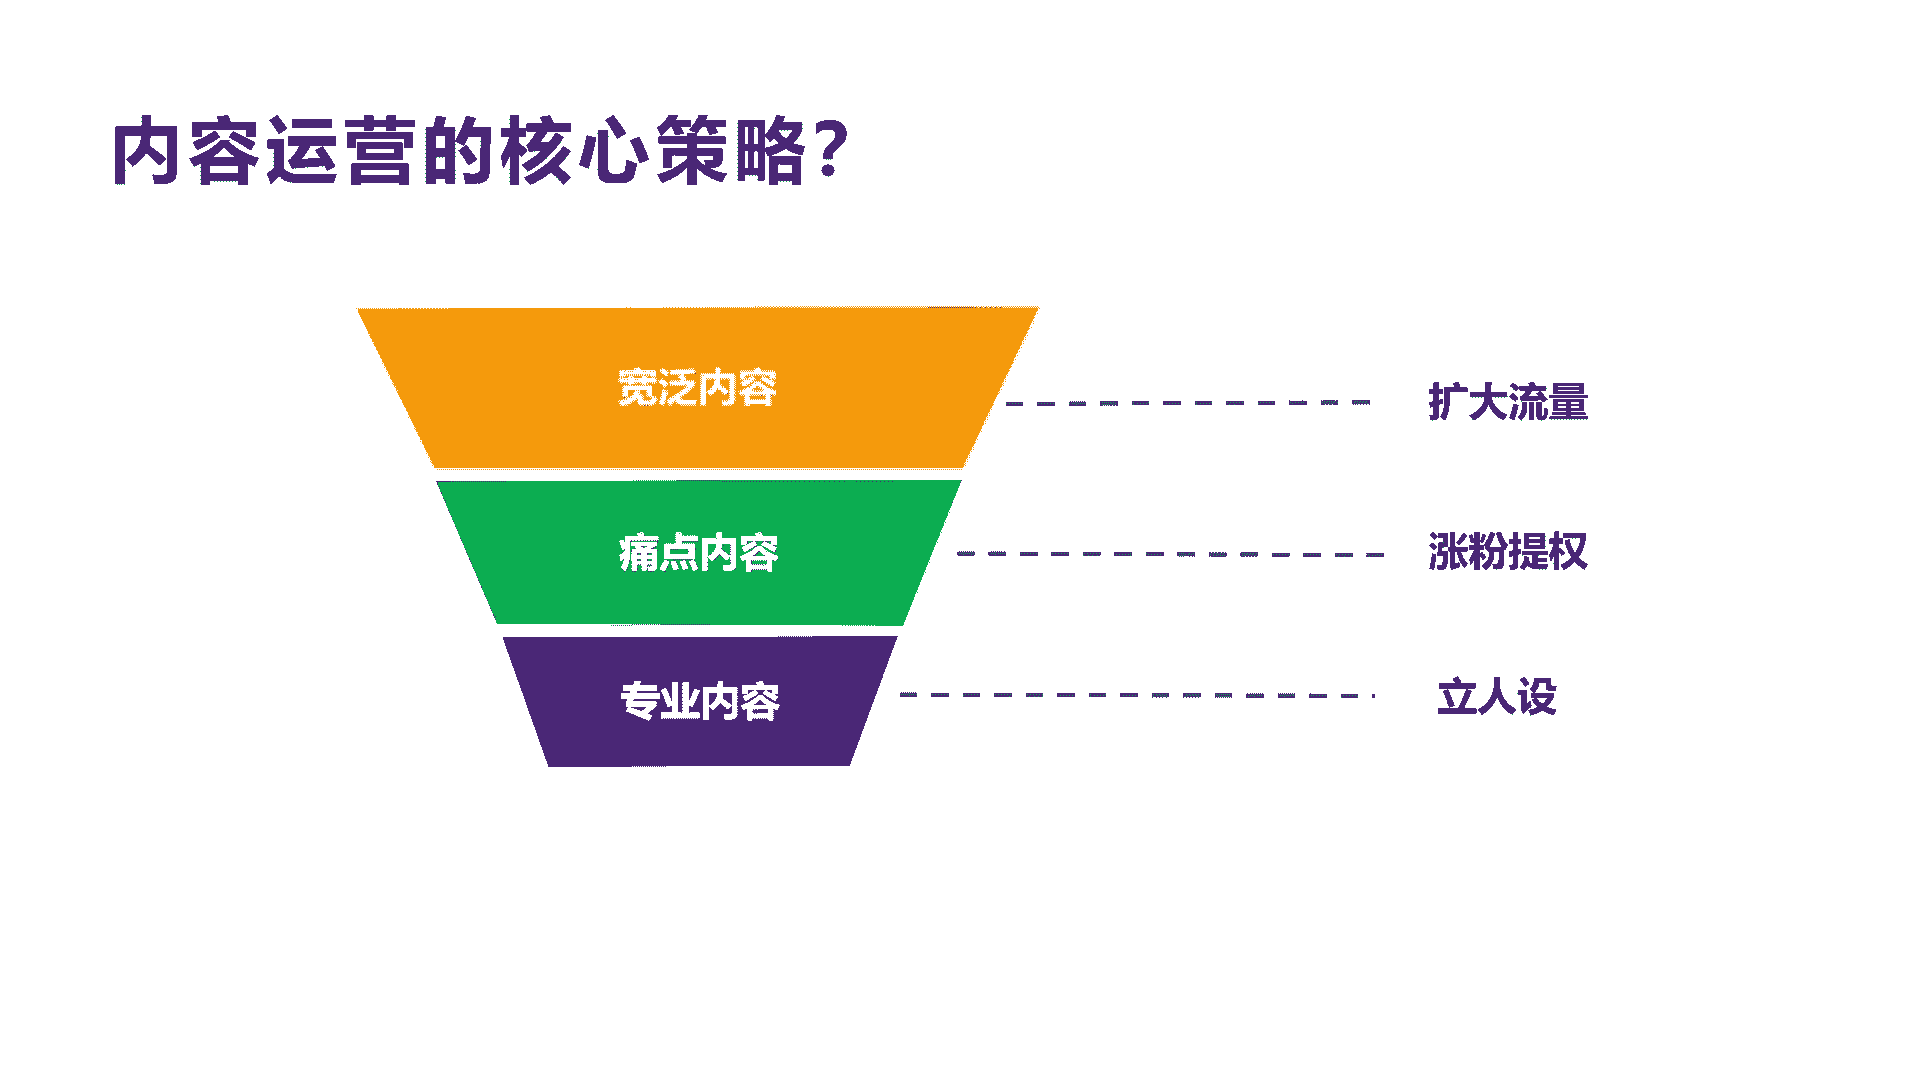 内容运营的核心策略？
宽泛内容
扩大流量
痛点内容
涨粉提权
专业内容
立人设